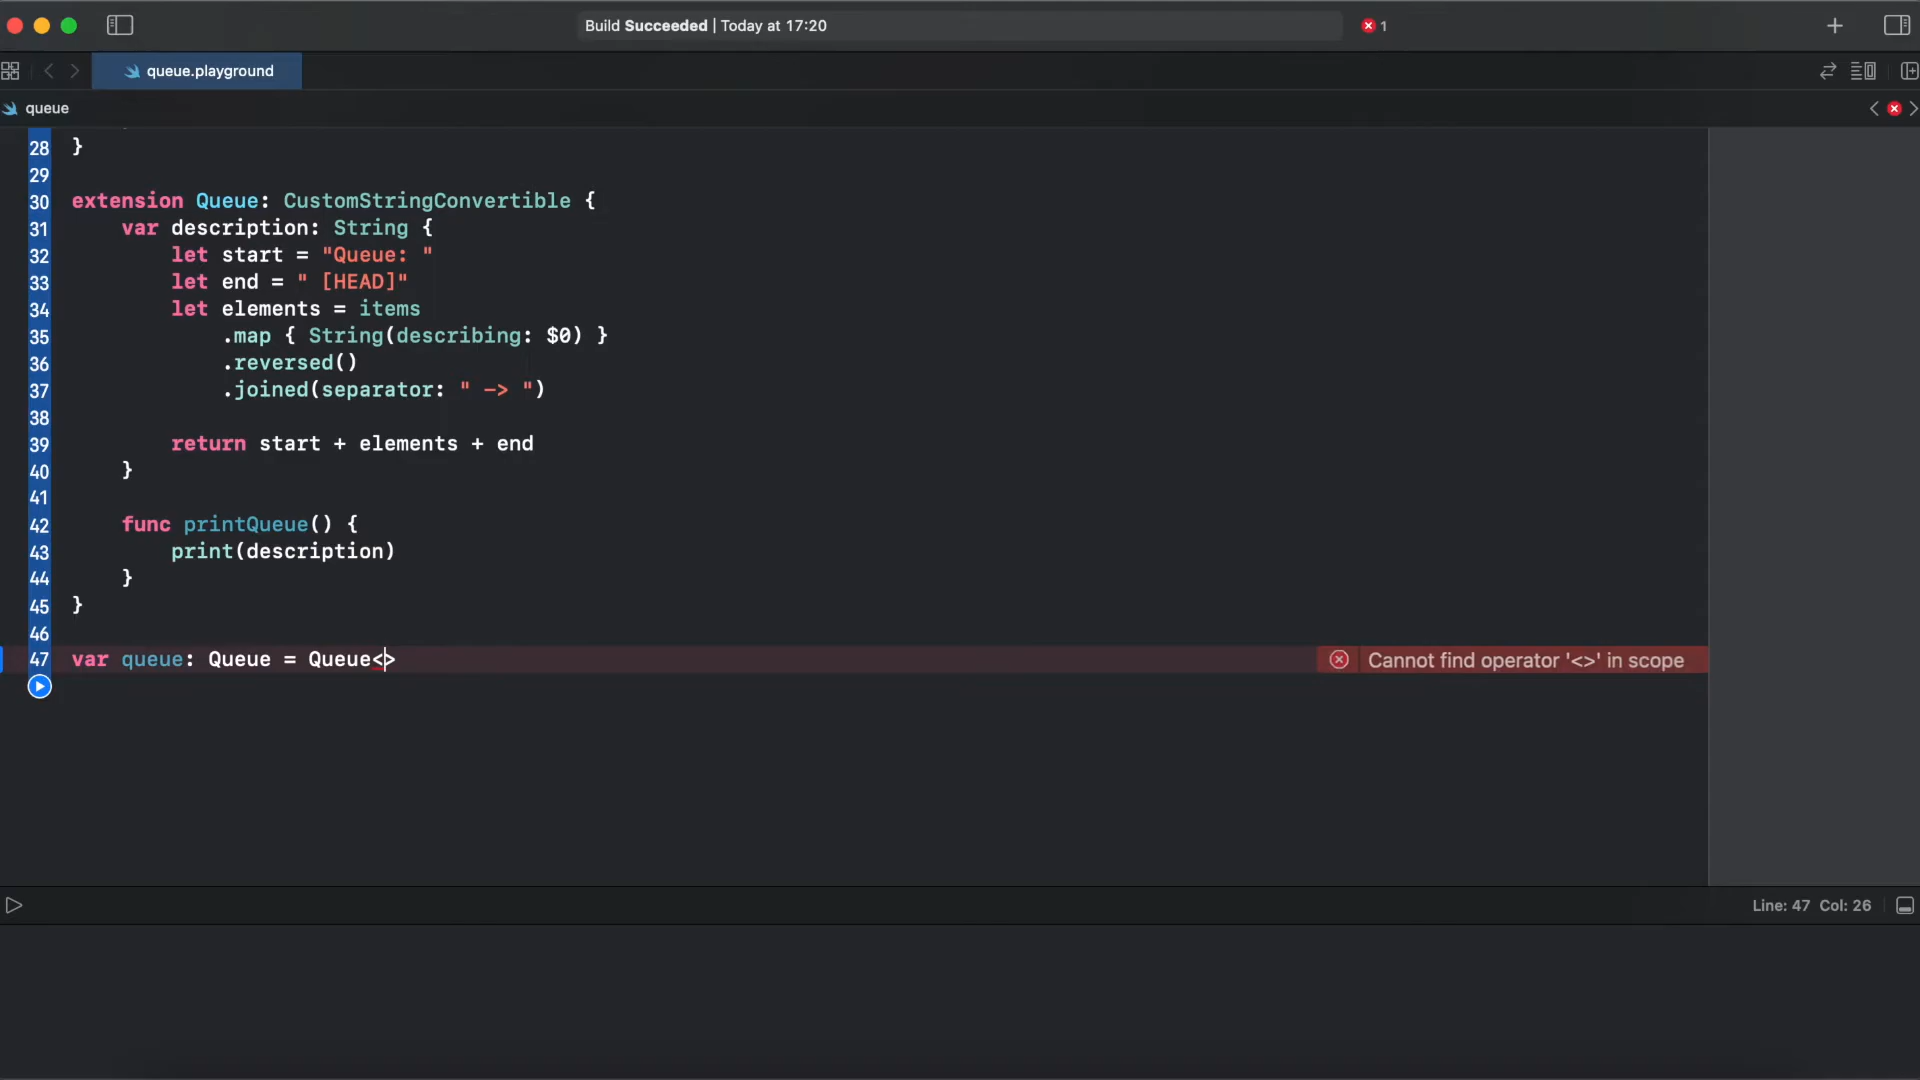 Build Succeeded | Today at 17:20
1
queue.playground
queue
28 }
29
30 extension Queue: CustomStringConvertible {
31     var description: String {
32         let start = "Queue: "
33         let end = " [HEAD]"
34         let elements = items
35             .map { String(describing: $0) }
36             .reversed()
37             .joined(separator: " -> ")
38
39         return start + elements + end
40     }
41
42     func printQueue() {
43         print(description)
44     }
45 }
46
47 var queue: Queue = Queue<>
Cannot find operator '<>' in scope
Line: 47 Col: 26